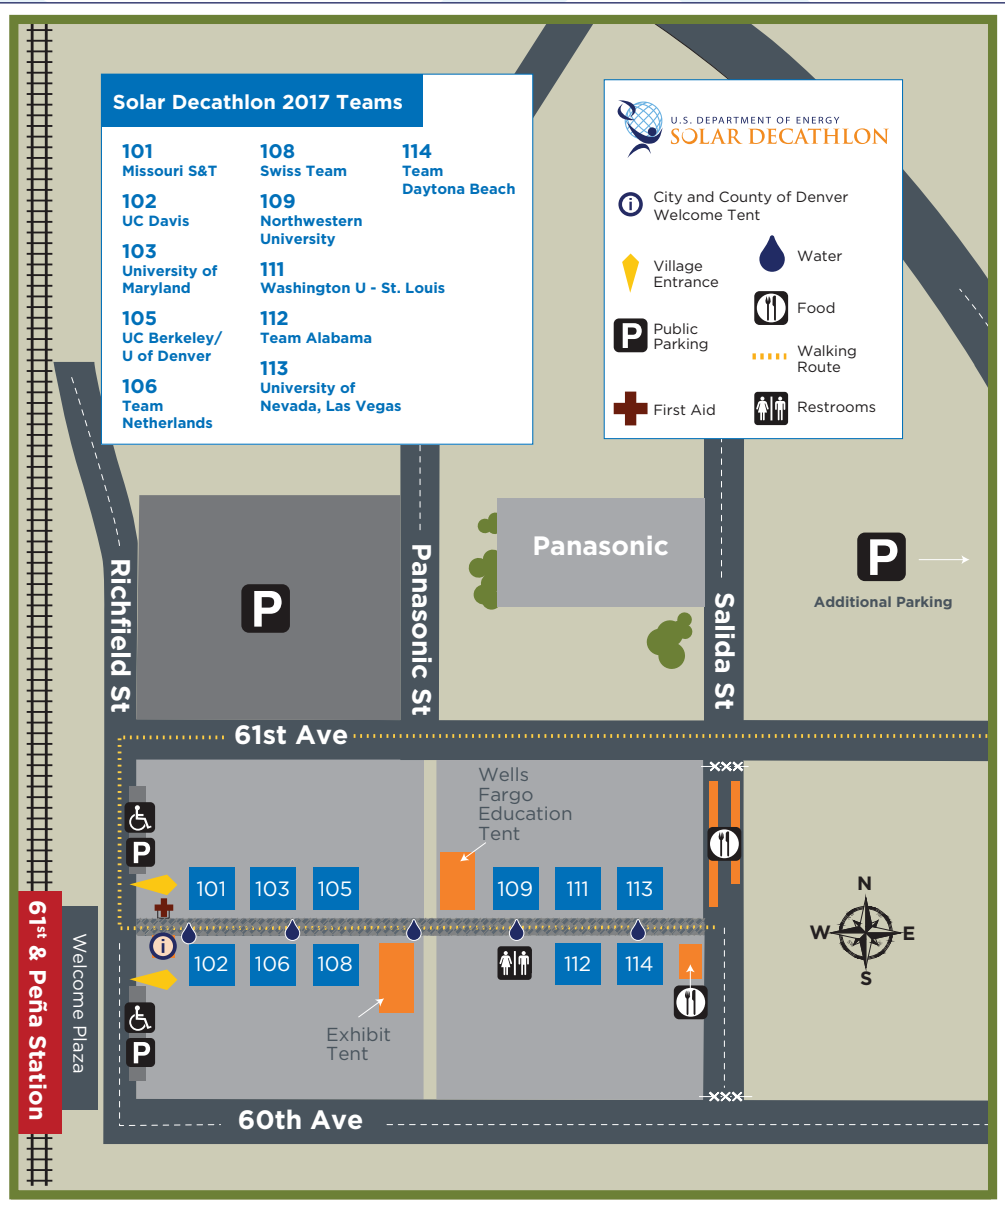 Solar Decathlon 2017 Teams
101
Missouri S&T
102
UC Davis
103
University of
Maryland
105
UC Berkeley/
U of Denver
106
Team
Netherlands
108
Swiss Team
109
Northwestern
University
111
Washington U - St. Louis
112
Team Alabama
113
University of
Nevada, Las Vegas
114
Team
Daytona Beach
U.S. DEPARTMENT OF ENERGY
SOLAR DECATHLON
i
City and County of Denver
Welcome Tent
Village
Entrance
Water
Food
P
Public
Parking
Walking
Route
First Aid
Restrooms
Richfield St
P
Panasonic St
Panasonic
Salida St
P
Additional Parking
61st Ave
Wells
Fargo
Education
Tent
P
101
103
105
109
111
113
i
102
106
108
112
114
P
Exhibit
Tent
N
W
E
S
61st & Peña Station
Welcome Plaza
60th Ave